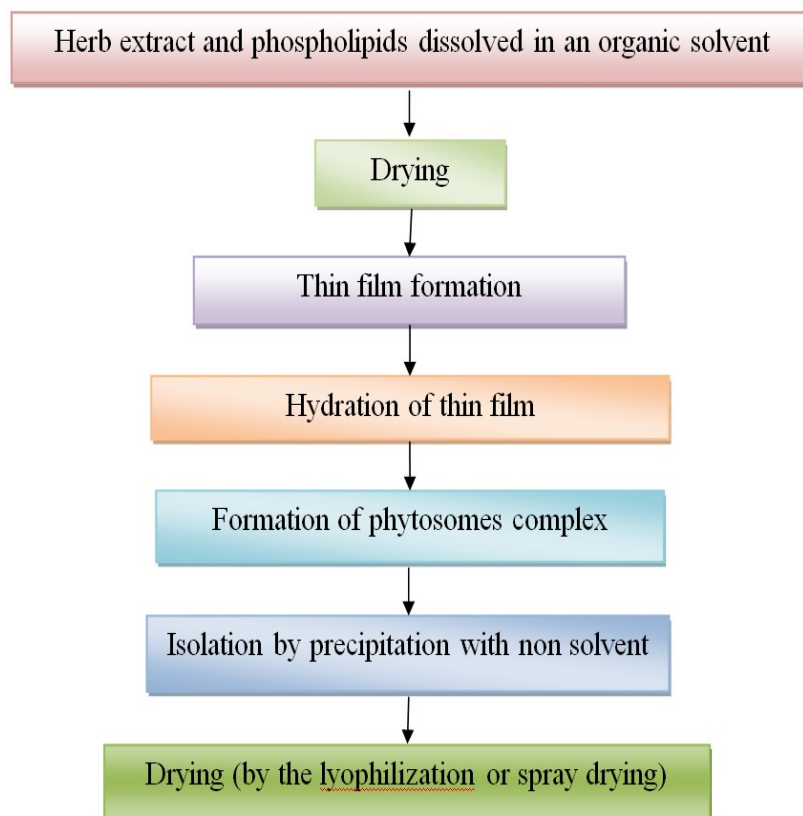 Herb extract and phospholipids dissolved in an organic solvent
Drying
Thin film formation
Hydration of thin film
Formation of phytosomes complex
Isolation by precipitation with non solvent
Drying (by the lyophilization or spray drying)